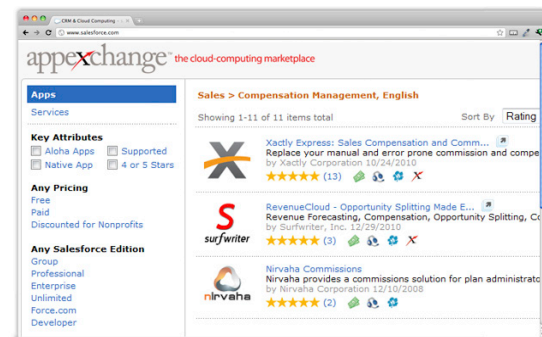 CRM & Cloud Computing
www.salesforce.com
appexchange™ the cloud-computing marketplace
Apps
Services
Key Attributes
Aloha Apps Supported
Native App 4 or 5 Stars
Any Pricing
Free
Paid
Discounted for Nonprofits
Any Salesforce Edition
Group
Professional
Enterprise
Unlimited
Force.com
Developer
Sales > Compensation Management, English
Showing 1-11 of 11 items total Sort By Rating
Xactly Express: Sales Compensation and Comm...
Replace your manual and error prone commission and compe
by Xactly Corporation 10/24/2010
(13)
surfwriter
RevenueCloud - Opportunity Splitting Made E...
Revenue Forecasting, Compensation, Opportunity Splitting, Co
by Surfwriter, Inc. 12/29/2010
(3)
nirvaha
Nirvaha Commissions
Nirvaha provides a commissions solution for plan administrato
by Nirvaha Corporation 12/10/2008
(2)